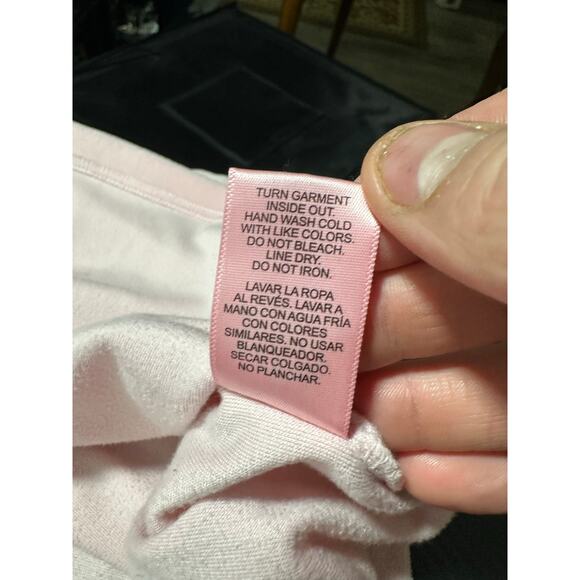 TURN GARMENT
INSIDE OUT.
HAND WASH COLD
WITH LIKE COLORS.
DO NOT BLEACH.
LINE DRY.
DO NOT IRON.
LAVAR LA ROPA
AL REVÉS. LAVAR A
MANO CON AGUA FRÍA
CON COLORES
SIMILARES. NO USAR
BLANQUEADOR.
SECAR COLGADO.
NO PLANCHAR.